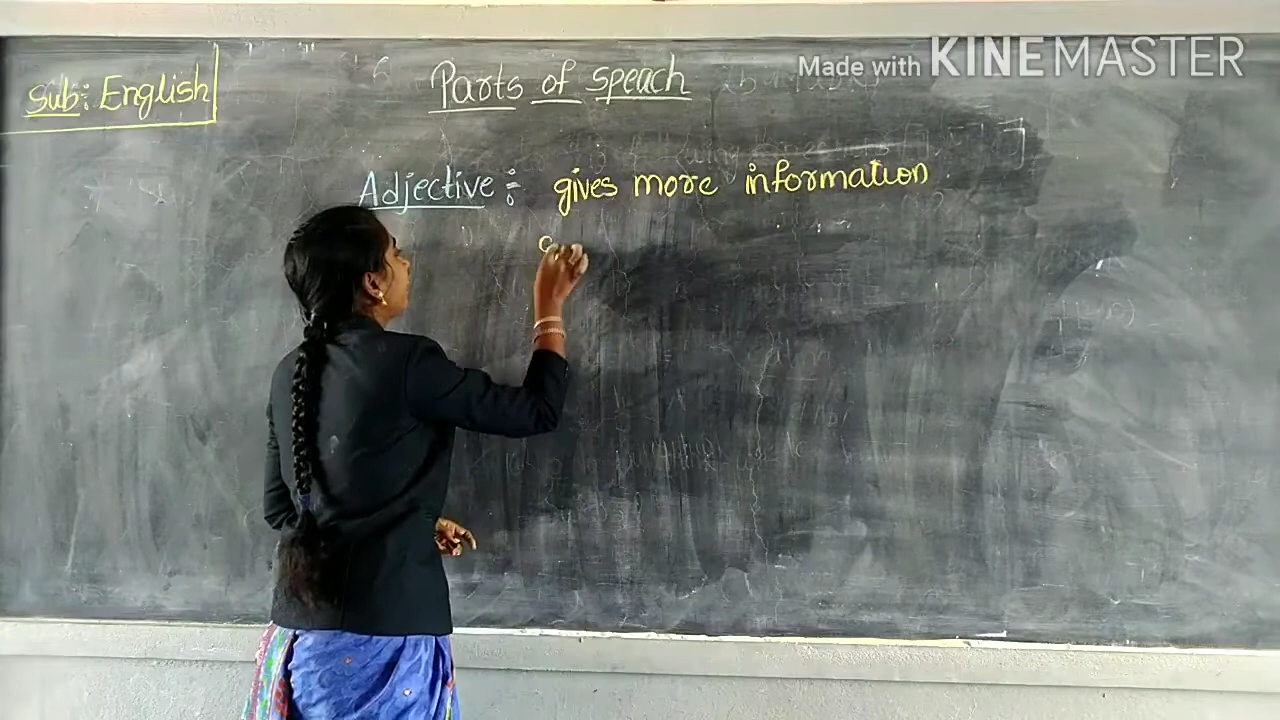 Made with KINEMASTER
Sub: English
Parts of speach
Adjective : gives more information